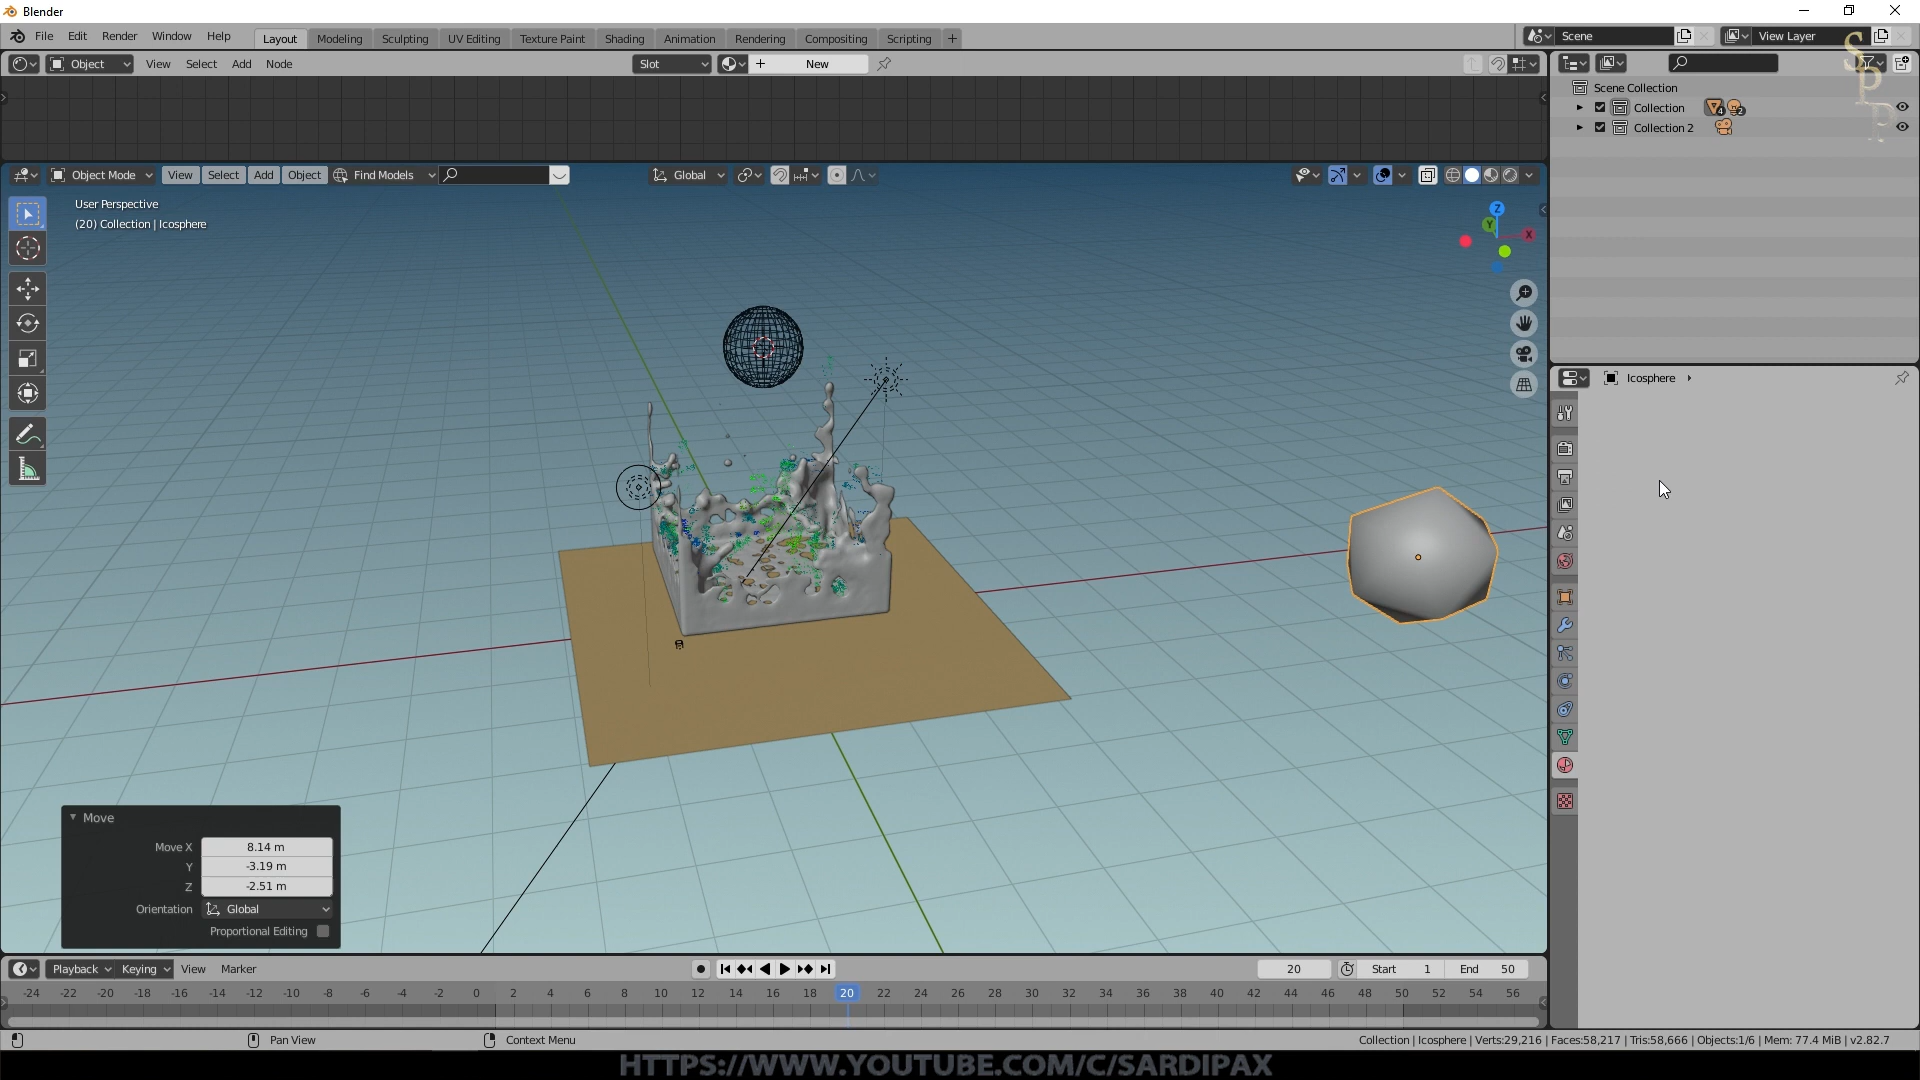 Blender
File Edit Render Window Help Layout Modeling Sculpting UV Editing Texture Paint Shading Animation Rendering Compositing Scripting + Scene View Layer
Object View Select Add Node Slot + New
Scene Collection
Collection 4 2
Collection 2
SPP
Object Mode View Select Add Object Find Models Global
User Perspective
(20) Collection | Icosphere
Z
Y
X
Icosphere
Move
Move X 8.14 m
Y -3.19 m
Z -2.51 m
Orientation Global
Proportional Editing
Playback Keying View Marker 20 Start 1 End 50
-24 -22 -20 -18 -16 -14 -12 -10 -8 -6 -4 -2 0 2 4 6 8 10 12 14 16 18 20 22 24 26 28 30 32 34 36 38 40 42 44 46 48 50 52 54 56
Pan View Context Menu Collection | Icosphere | Verts:29,216 | Faces:58,217 | Tris:58,666 | Objects:1/6 | Mem: 77.4 MiB | v2.82.7
HTTPS://WWW.YOUTUBE.COM/C/SARDIPAX